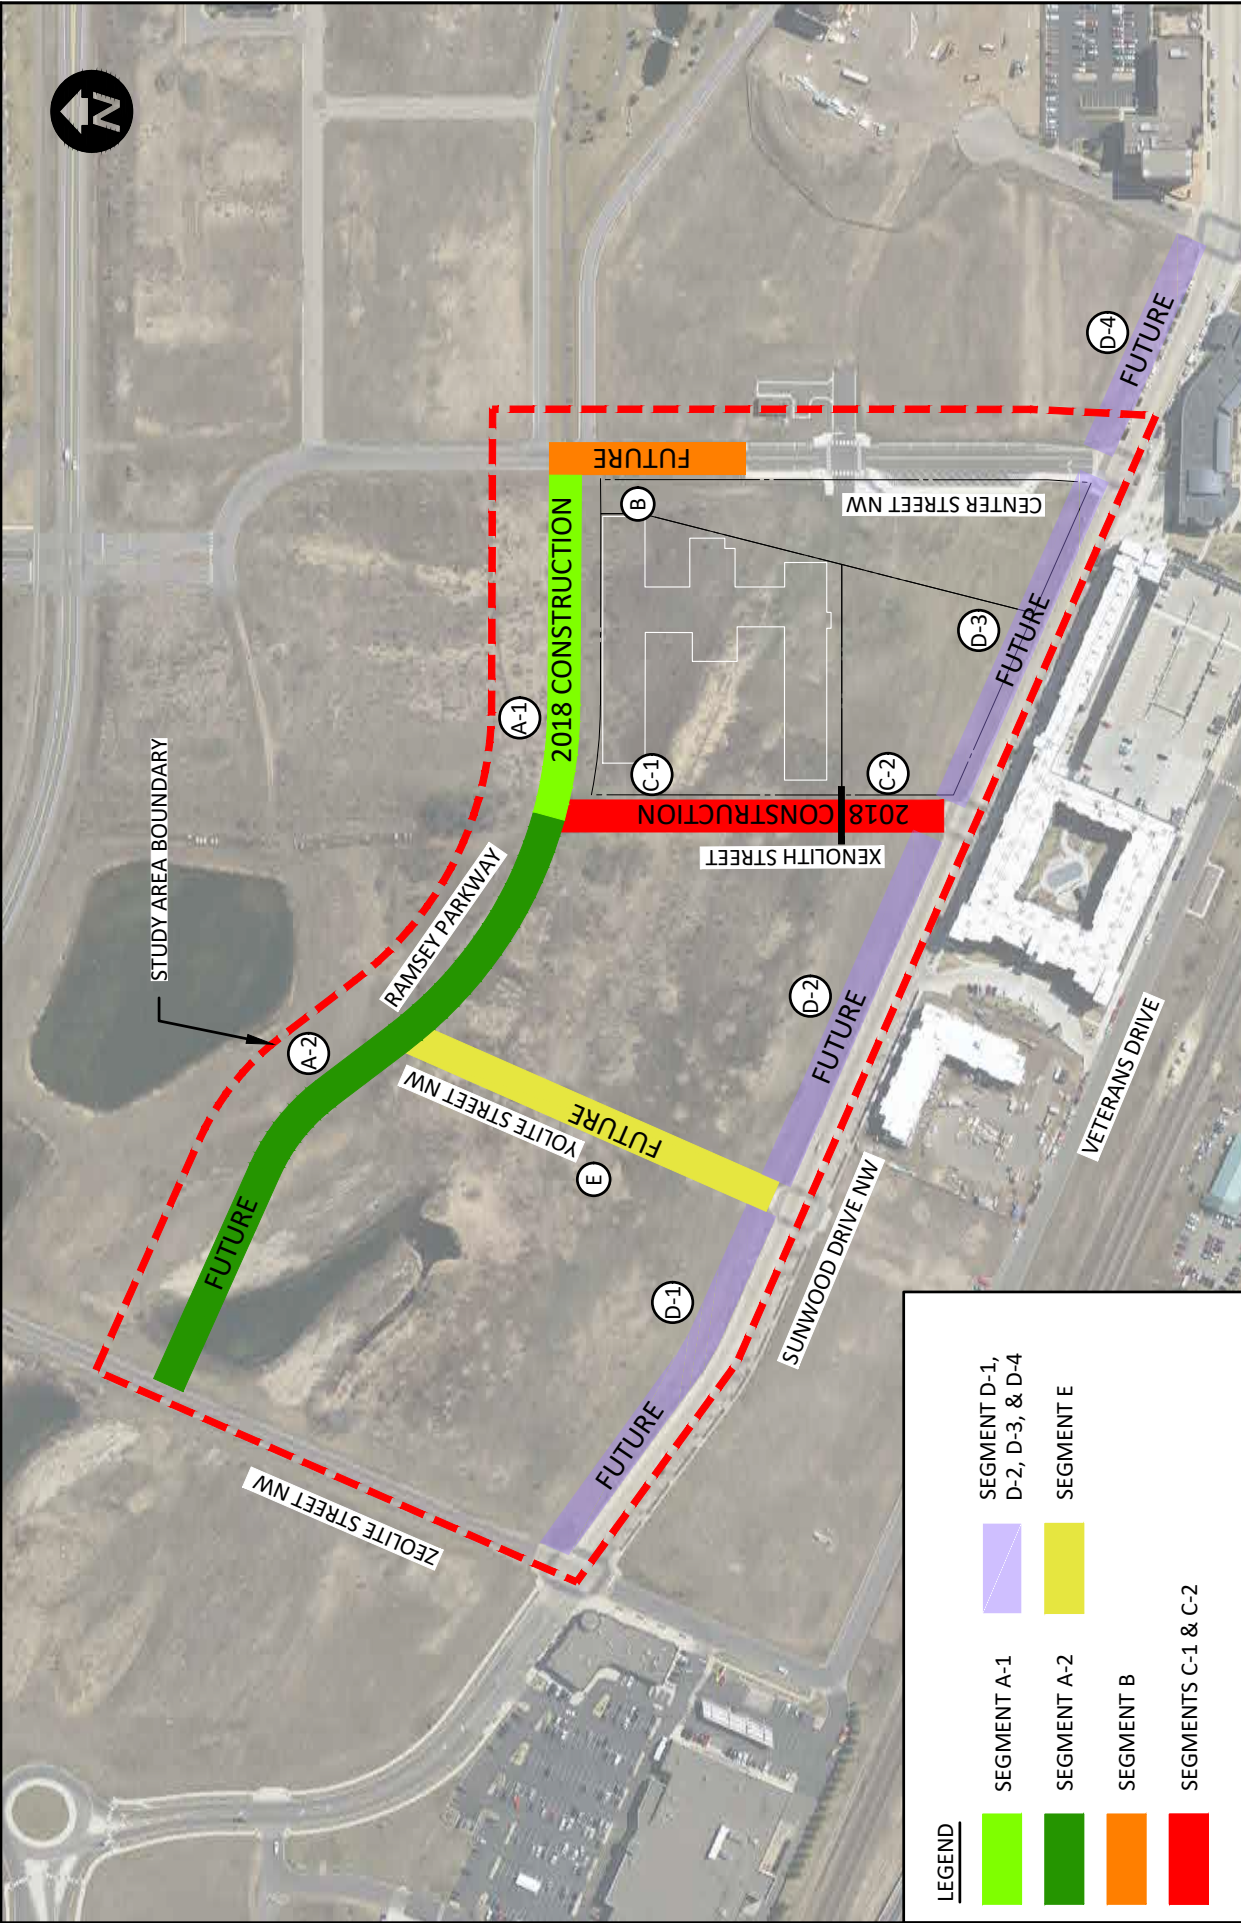 N
STUDY AREA BOUNDARY
FUTURE
A-2
RAMSEY PARKWAY
A-1
2018 CONSTRUCTION
FUTURE
B
ZEOLITE STREET NW
YOLITE STREET NW
E
FUTURE
XENOLITH STREET
2018 CONSTRUCTION
C-1
C-2
CENTER STREET NW
FUTURE
D-1
SUNWOOD DRIVE NW
FUTURE
D-2
FUTURE
D-3
FUTURE
D-4
VETERANS DRIVE
LEGEND
SEGMENT A-1
SEGMENT A-2
SEGMENT B
SEGMENTS C-1 & C-2
SEGMENT D-1,
D-2, D-3, & D-4
SEGMENT E